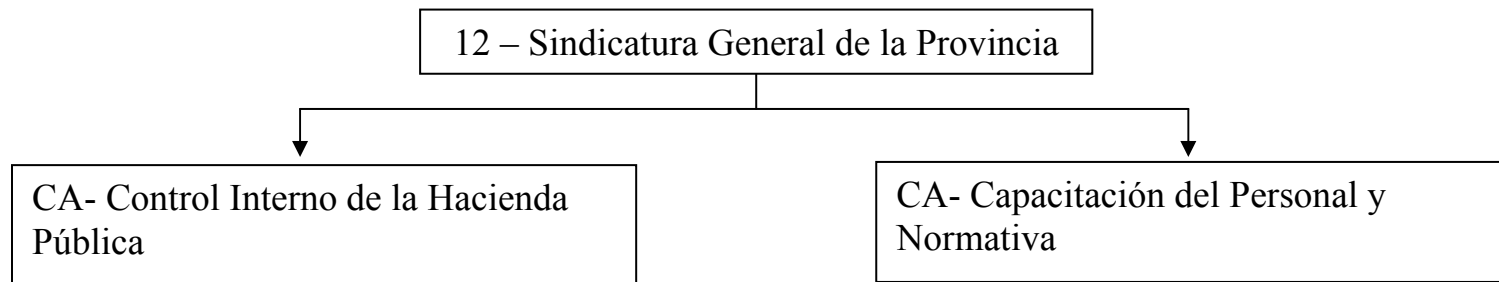 12 – Sindicatura General de la Provincia
CA- Control Interno de la Hacienda
Pública
CA- Capacitación del Personal y
Normativa